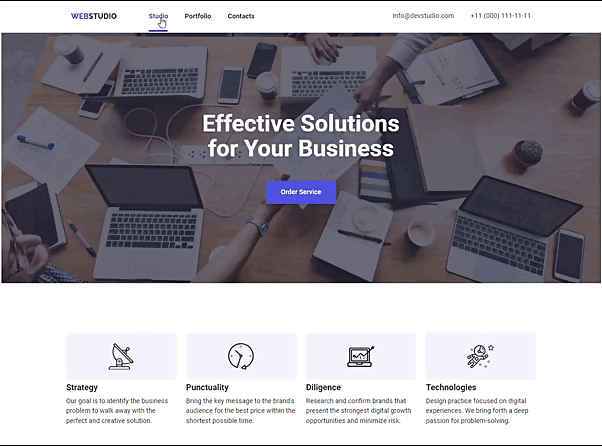 WEBSTUDIO Studio Portfolio Contacts info@devstudio.com +11 (000) 111-11-11
Effective Solutions
for Your Business
Order Service
Strategy
Our goal is to identify the business
problem to walk away with the
perfect and creative solution.
Punctuality
Bring the key message to the brand's
audience for the best price within the
shortest possible time.
Diligence
Research and confirm brands that
present the strongest digital growth
opportunities and minimize risk.
Technologies
Design practice focused on digital
experiences. We bring forth a deep
passion for problem-solving.